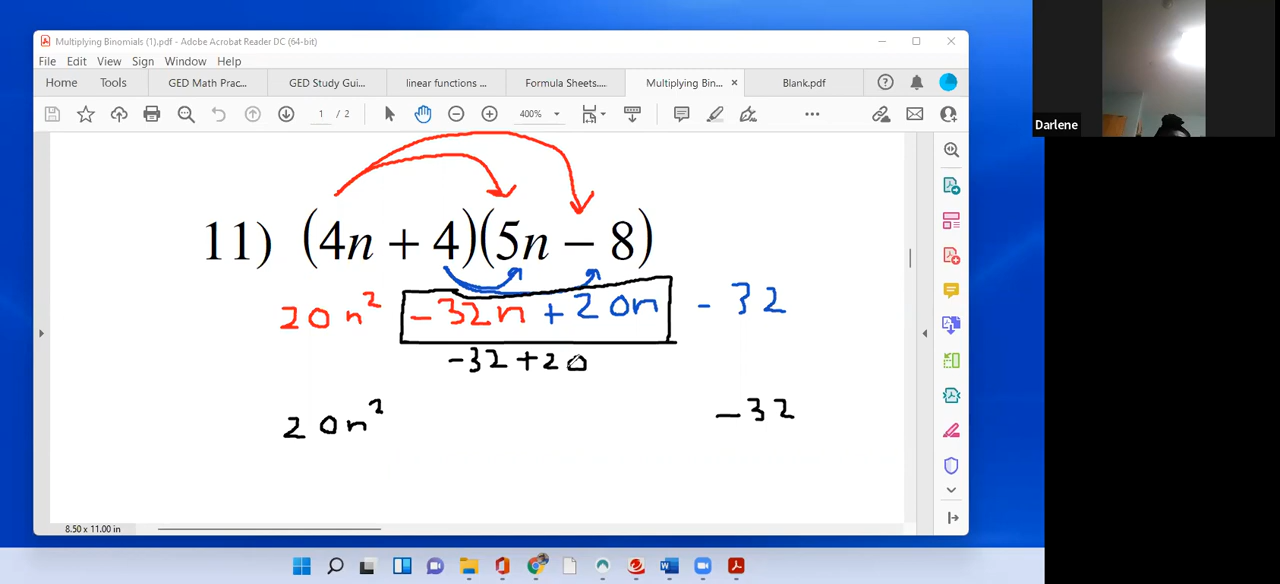 Multiplying Binomials (1).pdf - Adobe Acrobat Reader DC (64-bit)
File Edit View Sign Window Help
Home Tools GED Math Prac... GED Study Gui... linear functions ... Formula Sheets.... Multiplying Bin... × Blank.pdf
1 / 2 400%
Darlene
11) (4n + 4)(5n − 8)
20n² -32n +20n - 32
-32 +20
20n² -32
8.50 x 11.00 in